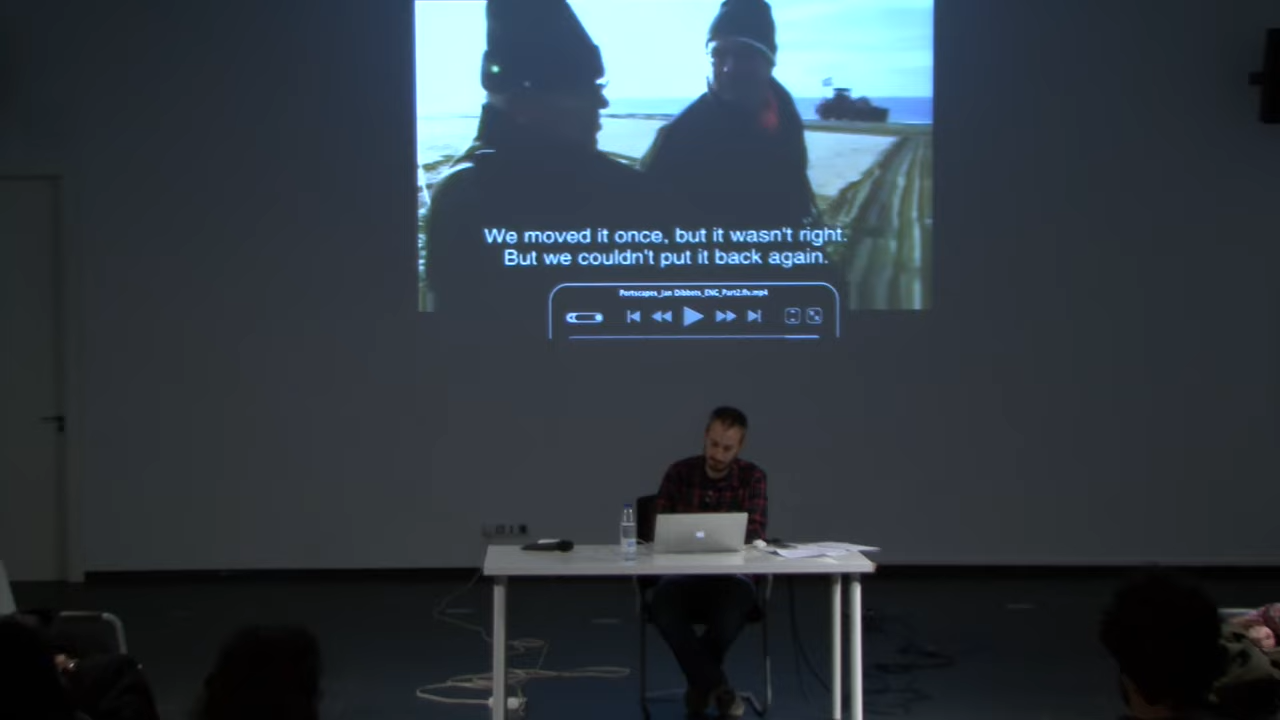 We moved it once, but it wasn't right.
But we couldn't put it back again.
Portscapes_Jan Dibbets_ENG_Part2.flv.mp4